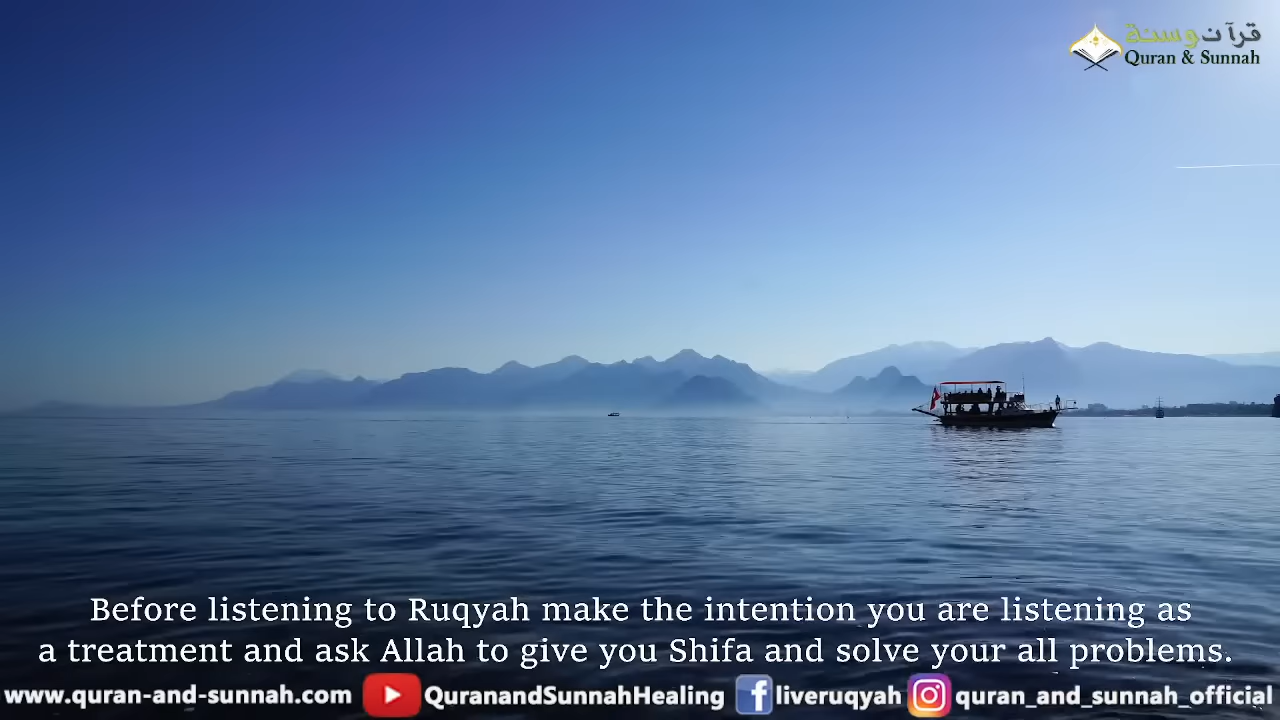 قرآن وسنة
Quran & Sunnah
Before listening to Ruqyah make the intention you are listening as
a treatment and ask Allah to give you Shifa and solve your all problems.
www.quran-and-sunnah.com QuranandSunnahHealing liveruqyah quran_and_sunnah_official